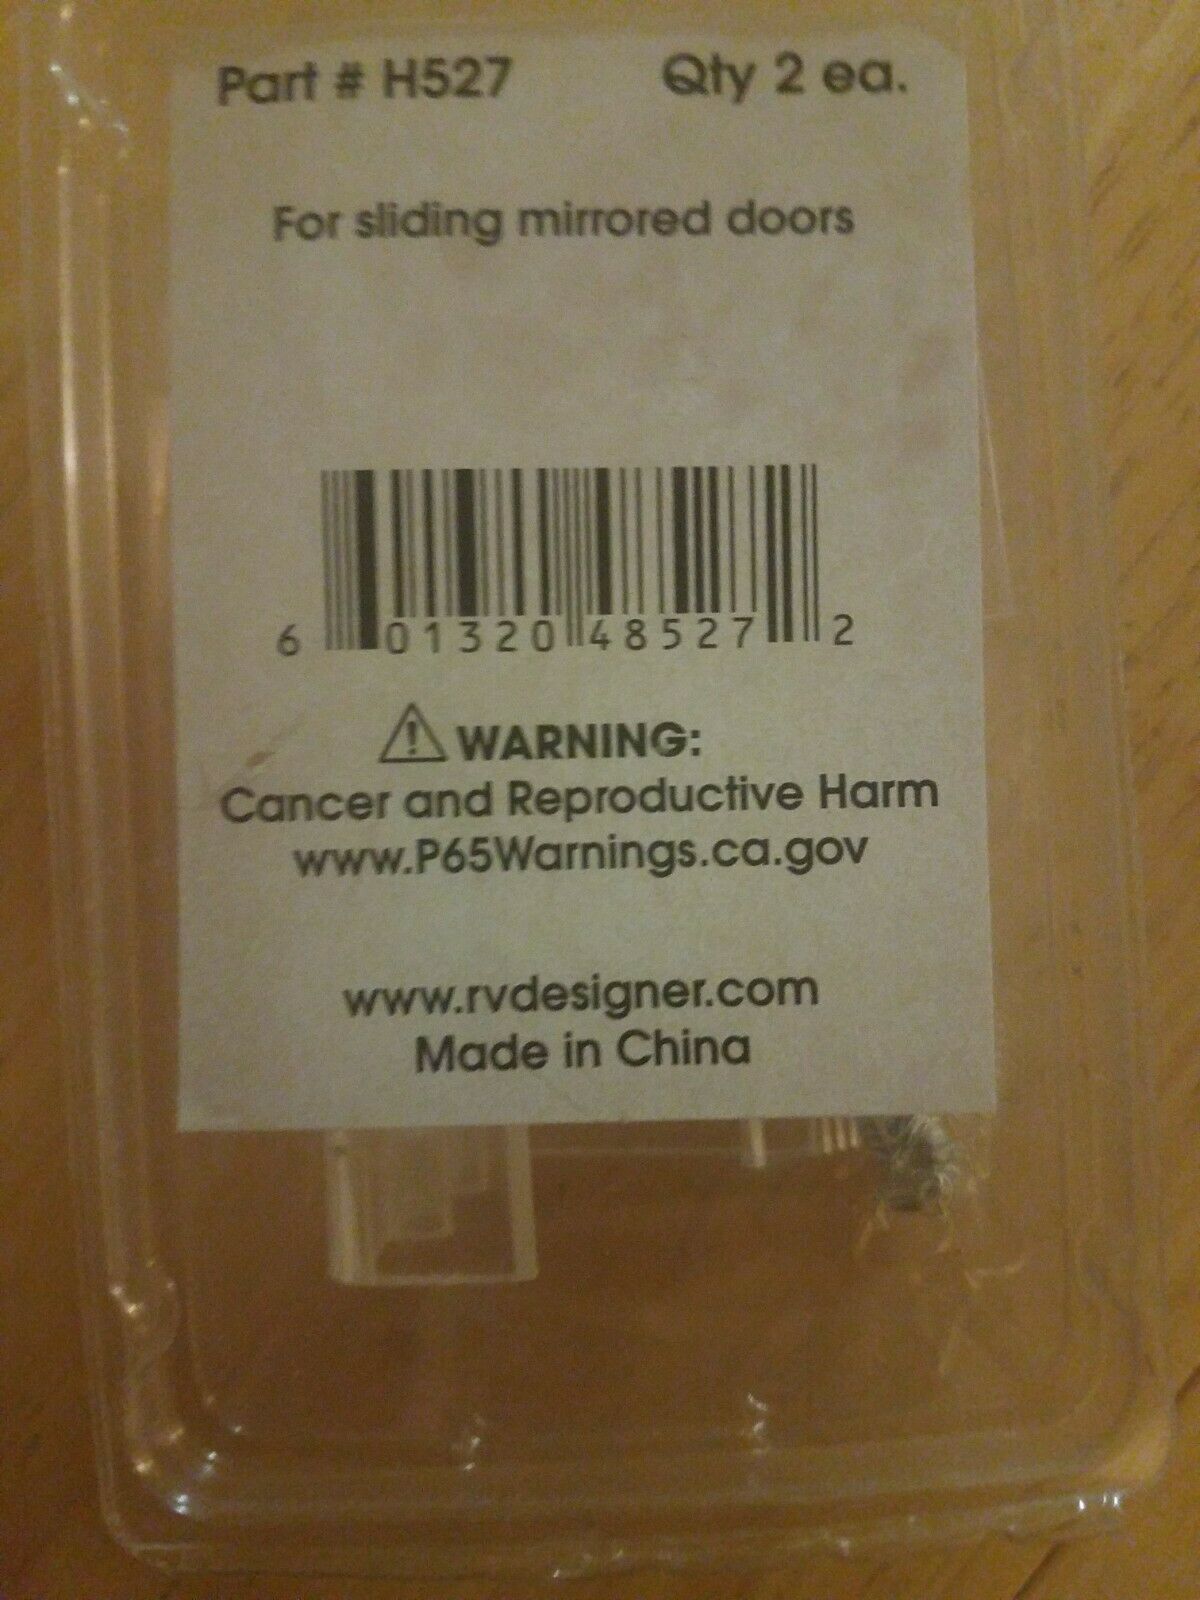 Part # H527 Qty 2 ea.
For sliding mirrored doors
6 01320 48527 2
WARNING:
Cancer and Reproductive Harm
www.P65Warnings.ca.gov
www.rvdesigner.com
Made in China